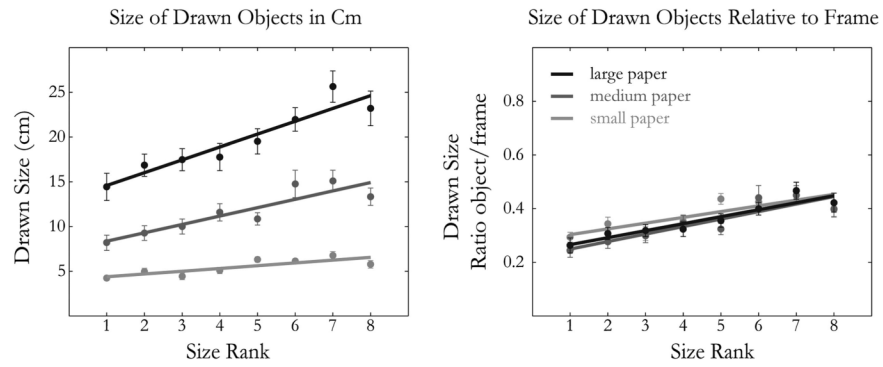 Size of Drawn Objects in Cm
Drawn Size (cm)
25
20
15
10
5
1 2 3 4 5 6 7 8
Size Rank
Size of Drawn Objects Relative to Frame
large paper
medium paper
small paper
Drawn Size
Ratio object/frame
0.8
0.6
0.4
0.2
1 2 3 4 5 6 7 8
Size Rank